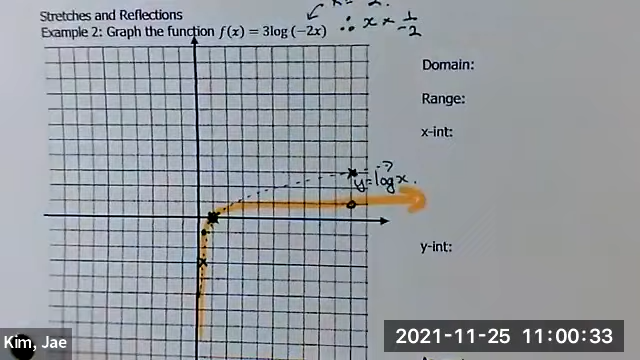 Stretches and Reflections
Example 2: Graph the function f(x) = 3log(−2x)
∴ x × 1/-2
Domain:
Range:
x-int:
y=log x.
y-int:
Kim, Jae
2021-11-25 11:00:33